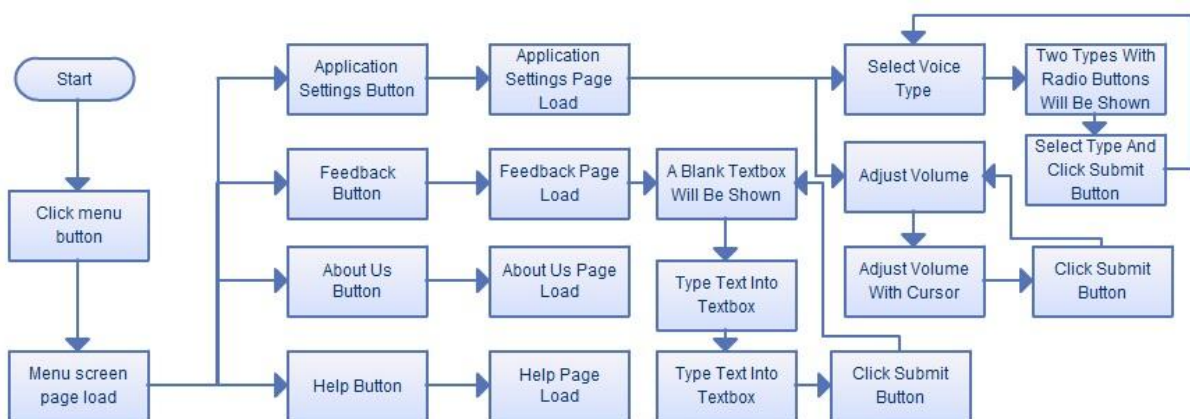 Start
Click menu
button
Menu screen
page load
Application
Settings Button
Application
Settings Page
Load
Select Voice
Type
Two Types With
Radio Buttons
Will Be Shown
Select Type And
Click Submit
Button
Adjust Volume
Adjust Volume
With Cursor
Click Submit
Button
Feedback
Button
Feedback Page
Load
A Blank Textbox
Will Be Shown
Type Text Into
Textbox
Type Text Into
Textbox
Click Submit
Button
About Us
Button
About Us Page
Load
Help Button
Help Page
Load